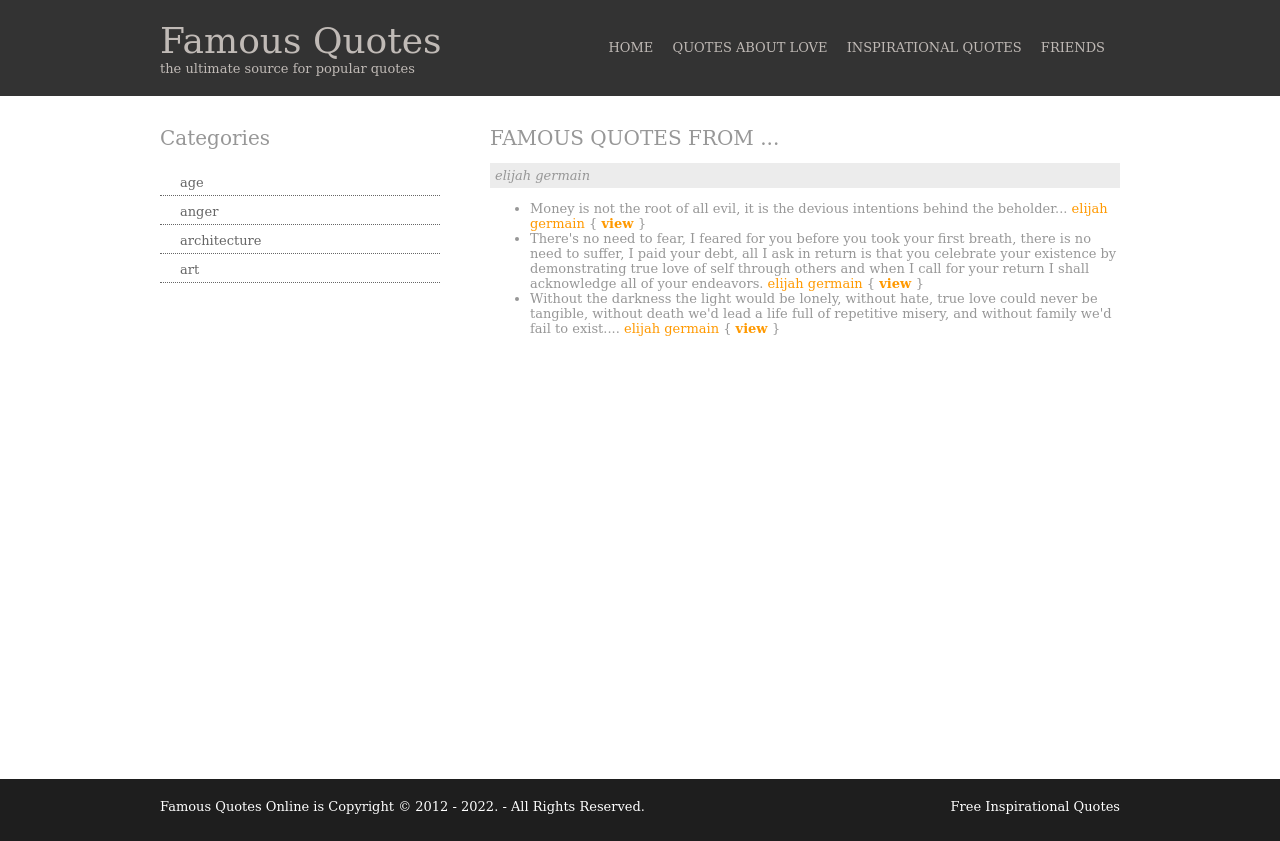 Famous Quotes
the ultimate source for popular quotes
HOME QUOTES ABOUT LOVE INSPIRATIONAL QUOTES FRIENDS
Categories
age
anger
architecture
art
FAMOUS QUOTES FROM ...
elijah germain
• Money is not the root of all evil, it is the devious intentions behind the beholder... elijah
germain { view }
• There's no need to fear, I feared for you before you took your first breath, there is no
need to suffer, I paid your debt, all I ask in return is that you celebrate your existence by
demonstrating true love of self through others and when I call for your return I shall
acknowledge all of your endeavors. elijah germain { view }
• Without the darkness the light would be lonely, without hate, true love could never be
tangible, without death we'd lead a life full of repetitive misery, and without family we'd
fail to exist.... elijah germain { view }
Famous Quotes Online is Copyright © 2012 - 2022. - All Rights Reserved. Free Inspirational Quotes